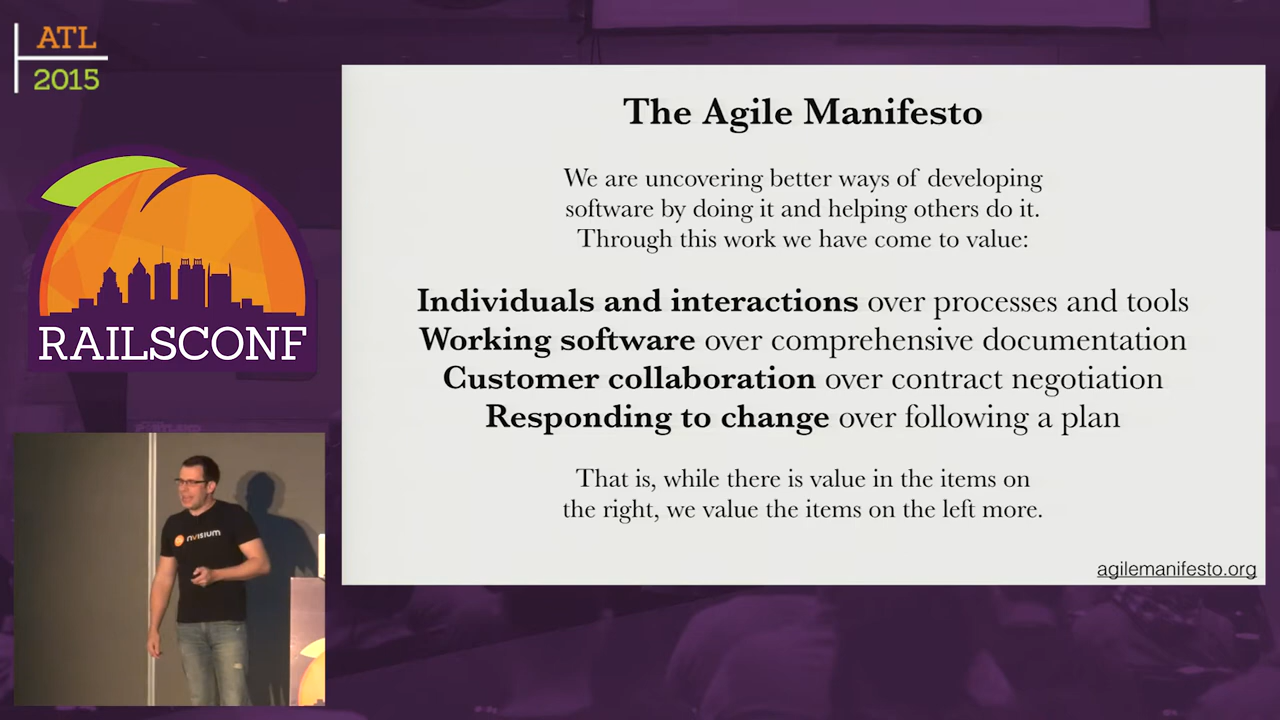 ATL
2015
RAILSCONF
The Agile Manifesto
We are uncovering better ways of developing
software by doing it and helping others do it.
Through this work we have come to value:
Individuals and interactions over processes and tools
Working software over comprehensive documentation
Customer collaboration over contract negotiation
Responding to change over following a plan
That is, while there is value in the items on
the right, we value the items on the left more.
agilemanifesto.org
nvisium